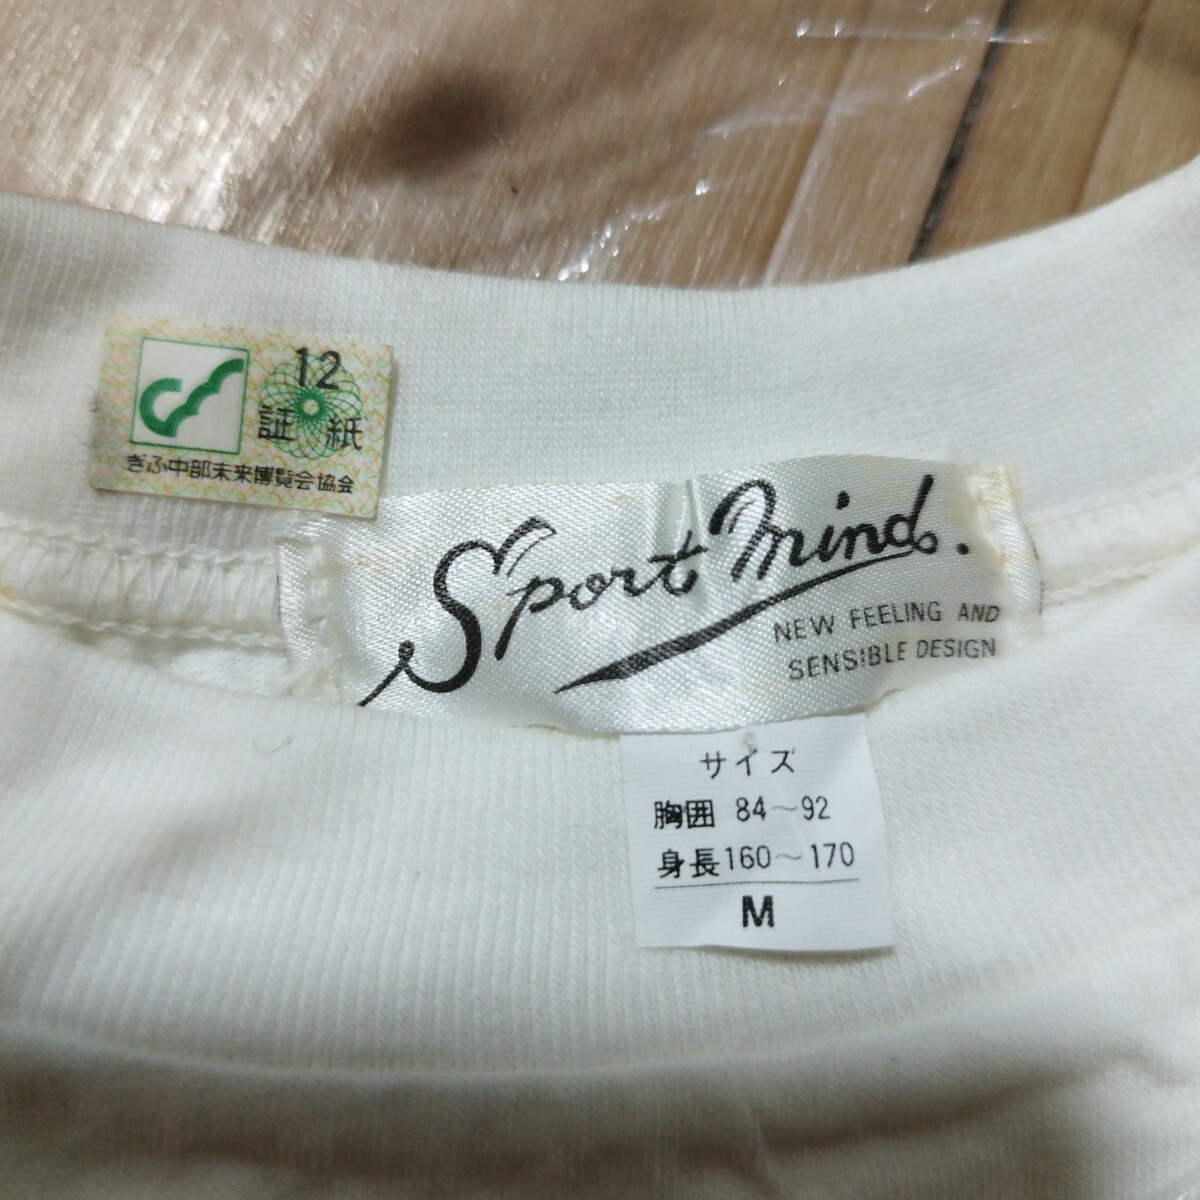 12
証紙
ぎふ中部未来博覧会協会
Sport mind.
NEW FEELING AND
SENSIBLE DESIGN
サイズ
胸囲 84～92
身長160～170
M